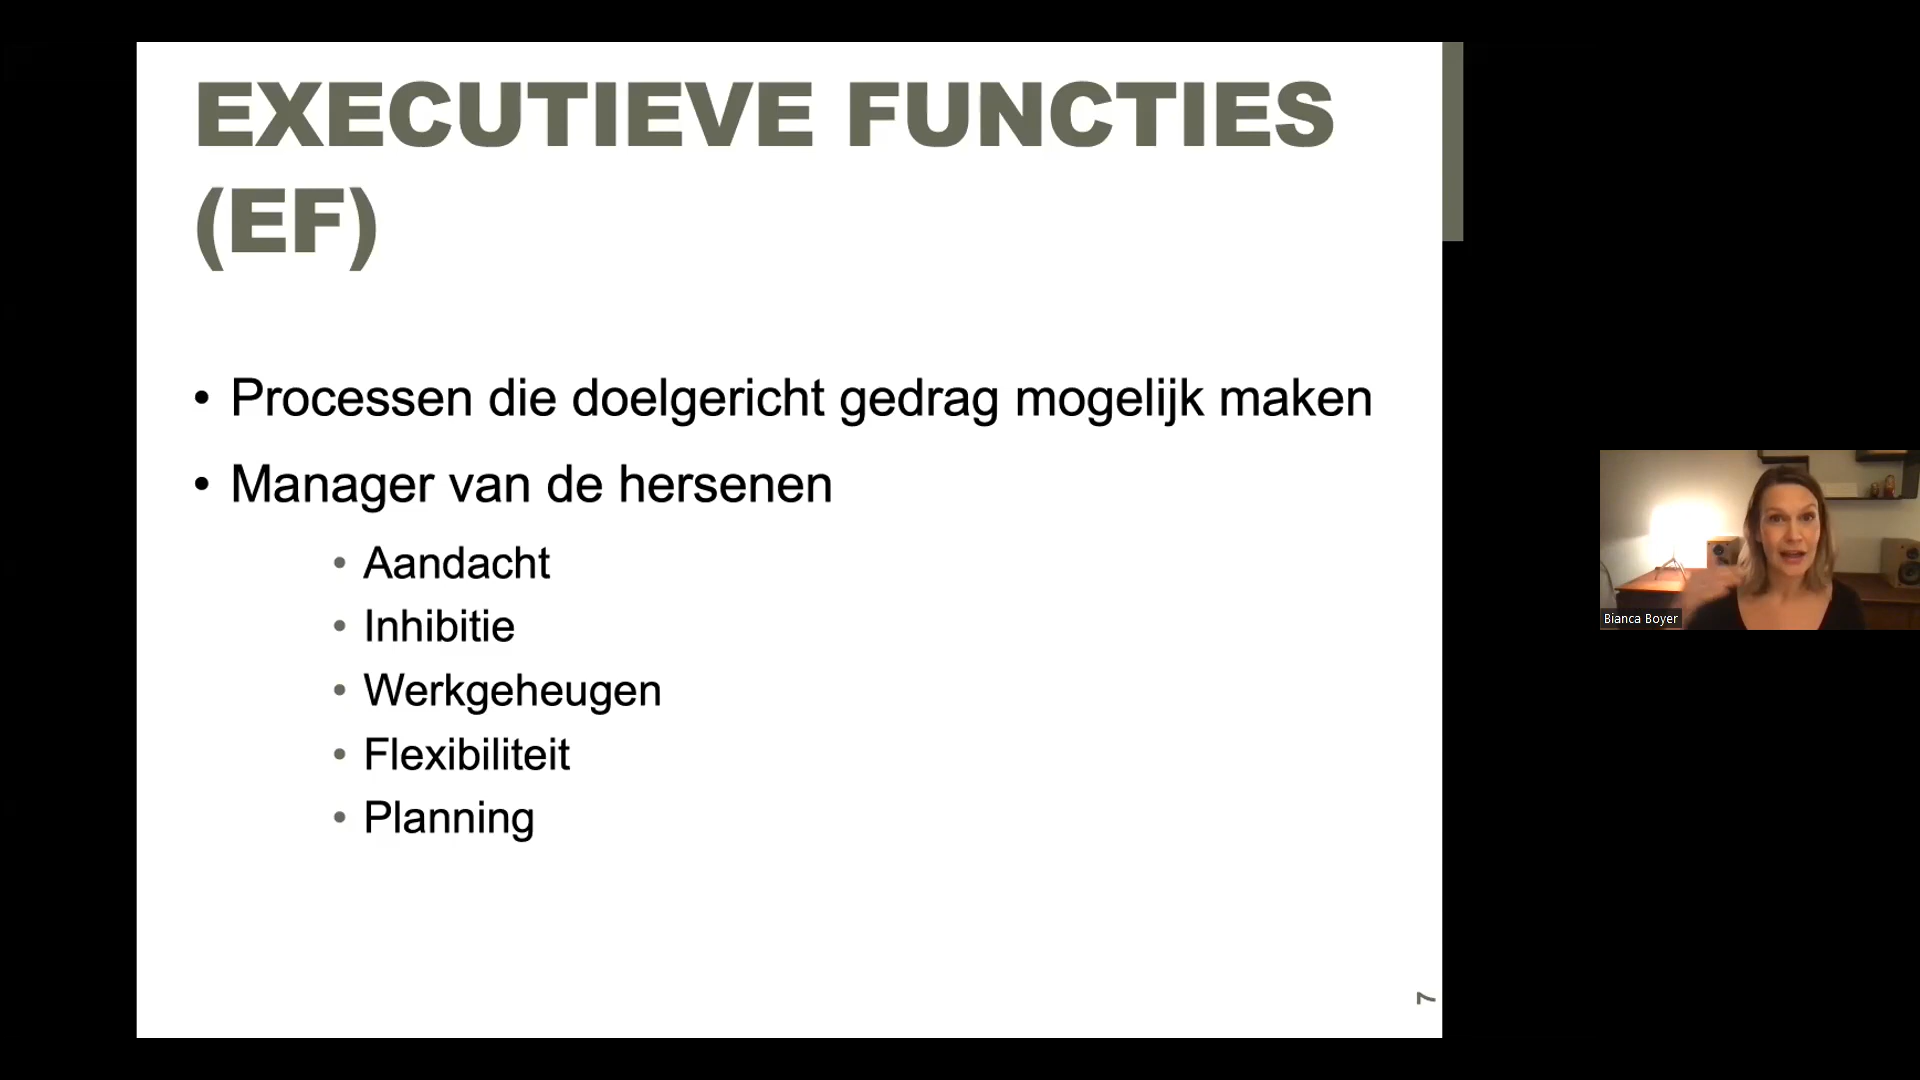 EXECUTIEVE FUNCTIES
(EF)
• Processen die doelgericht gedrag mogelijk maken
• Manager van de hersenen
• Aandacht
• Inhibitie
• Werkgeheugen
• Flexibiliteit
• Planning
7
Bianca Boyer